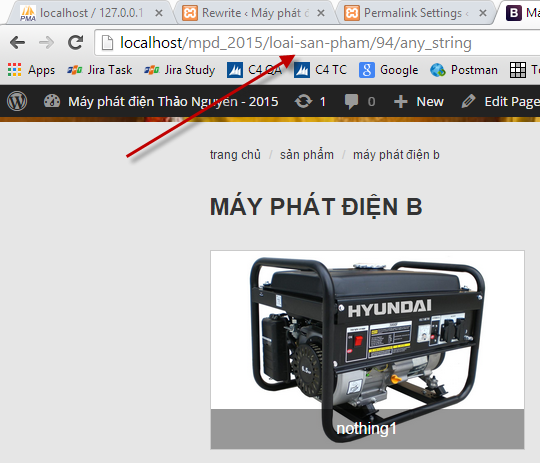 localhost / 127.0.0.1
Rewrite ‹ Máy phát đ
Permalink Settings ‹
Má
localhost/mpd_2015/loai-san-pham/94/any_string
Apps Jira Task Jira Study C4 QA C4 TC Google Postman To
Máy phát điện Thảo Nguyên - 2015 1 0 New Edit Page
trang chủ / sản phẩm / máy phát điện b
MÁY PHÁT ĐIỆN B
HYUNDAI
nothing1